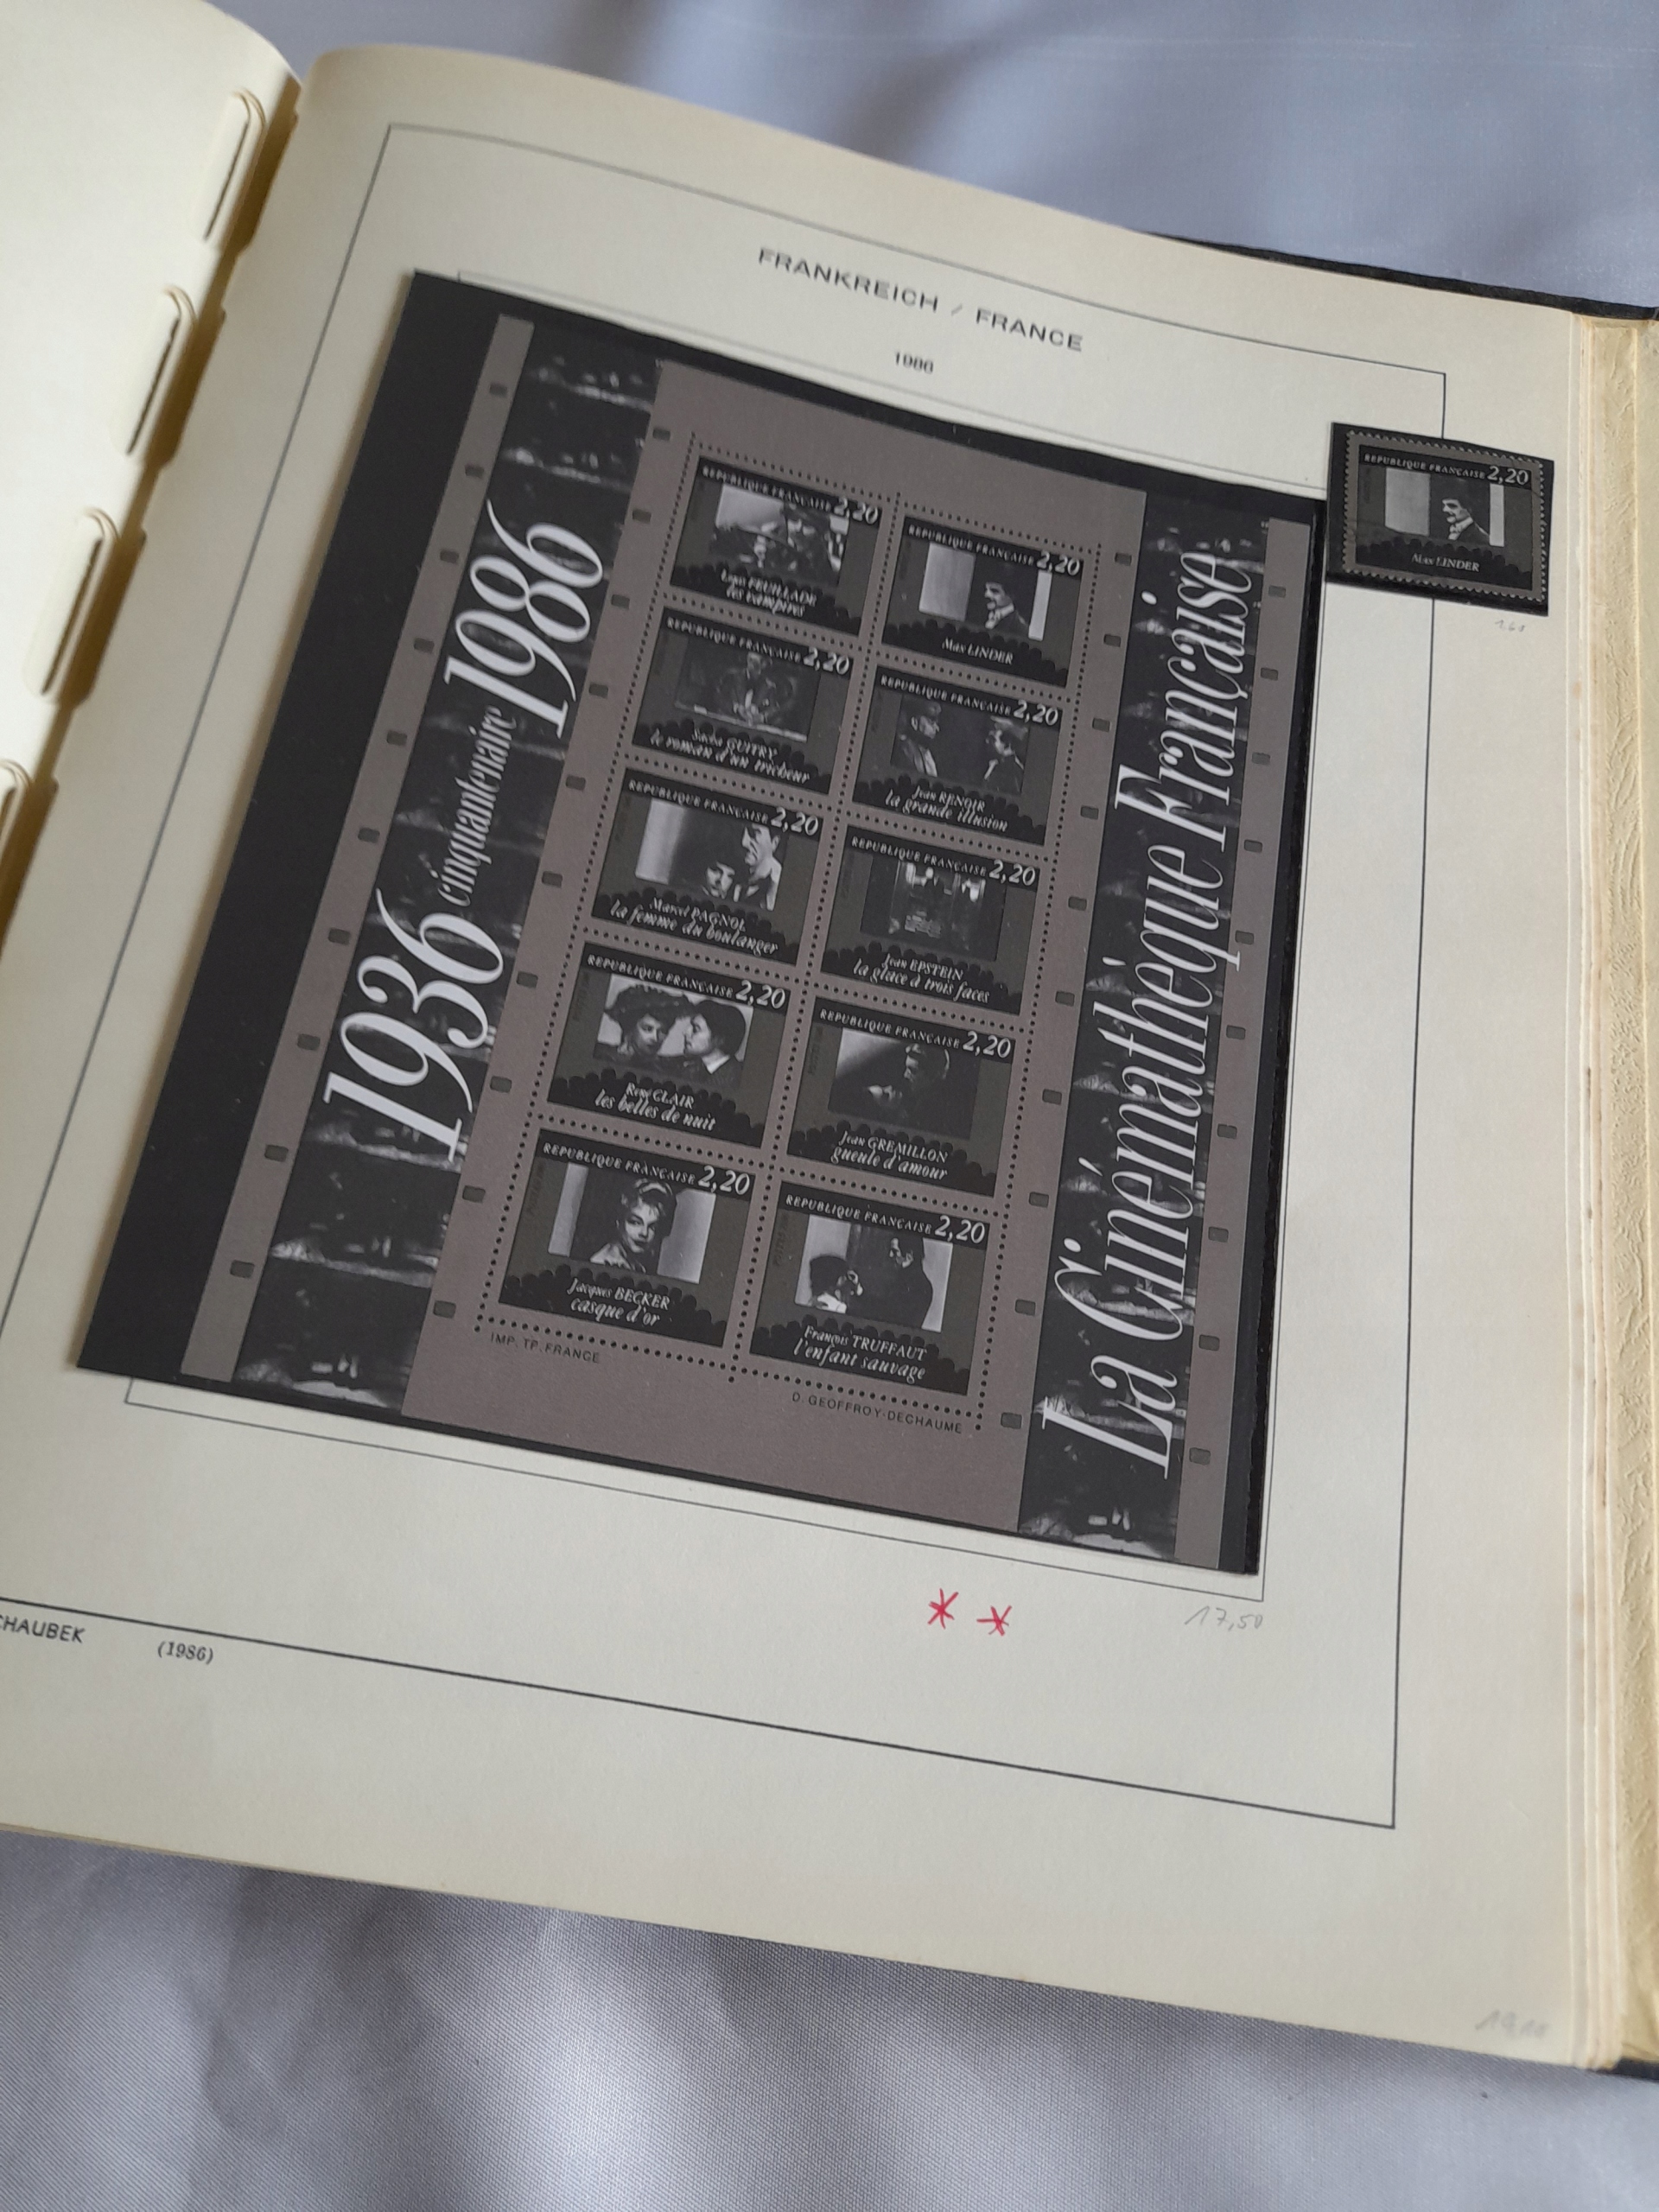 FRANKREICH / FRANCE
1986
1936 cinquantenaire 1986
REPUBLIQUE FRANÇAISE 2,20
Louis FEUILLADE
les vampires
REPUBLIQUE FRANÇAISE 2,20
Max LINDER
REPUBLIQUE FRANÇAISE 2,20
Sacha GUITRY
le roman d'un tricheur
REPUBLIQUE FRANÇAISE 2,20
Jean RENOIR
la grande illusion
REPUBLIQUE FRANÇAISE 2,20
Marcel PAGNOL
la femme du boulanger
REPUBLIQUE FRANÇAISE 2,20
Jean EPSTEIN
la glace à trois faces
REPUBLIQUE FRANÇAISE 2,20
René CLAIR
les belles de nuit
REPUBLIQUE FRANÇAISE 2,20
Jean GREMILLON
gueule d'amour
REPUBLIQUE FRANÇAISE 2,20
Jacques BECKER
casque d'or
REPUBLIQUE FRANÇAISE 2,20
François TRUFFAUT
l'enfant sauvage
IMP. TP. FRANCE
D. GEOFFROY-DECHAUME
La Cinémathèque Française
REPUBLIQUE FRANÇAISE 2,20
Max LINDER
* *
17,50
CHAUBEK (1986)